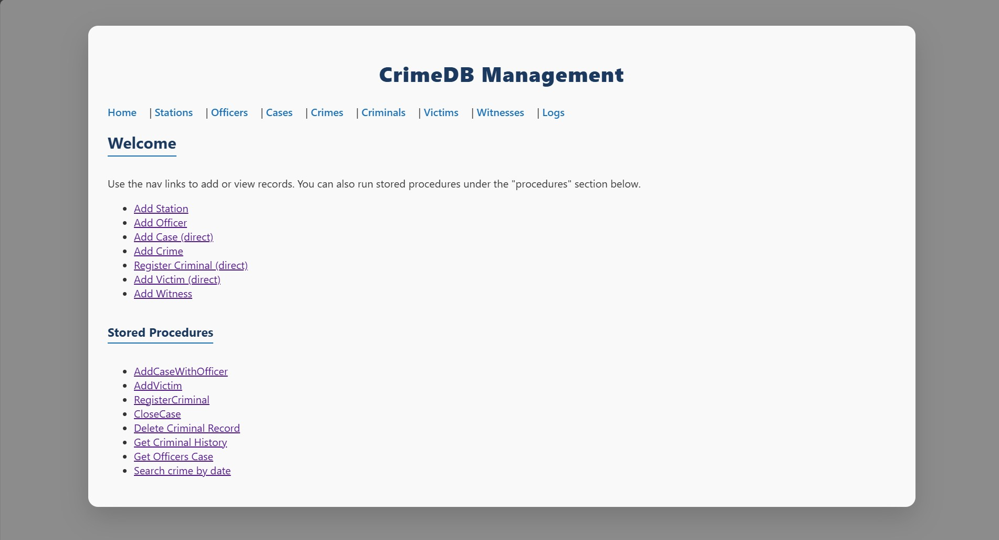 CrimeDB Management
Home | Stations | Officers | Cases | Crimes | Criminals | Victims | Witnesses | Logs
Welcome
Use the nav links to add or view records. You can also run stored procedures under the "procedures" section below.
Add Station
Add Officer
Add Case (direct)
Add Crime
Register Criminal (direct)
Add Victim (direct)
Add Witness
Stored Procedures
AddCaseWithOfficer
AddVictim
RegisterCriminal
CloseCase
Delete Criminal Record
Get Criminal History
Get Officers Case
Search crime by date